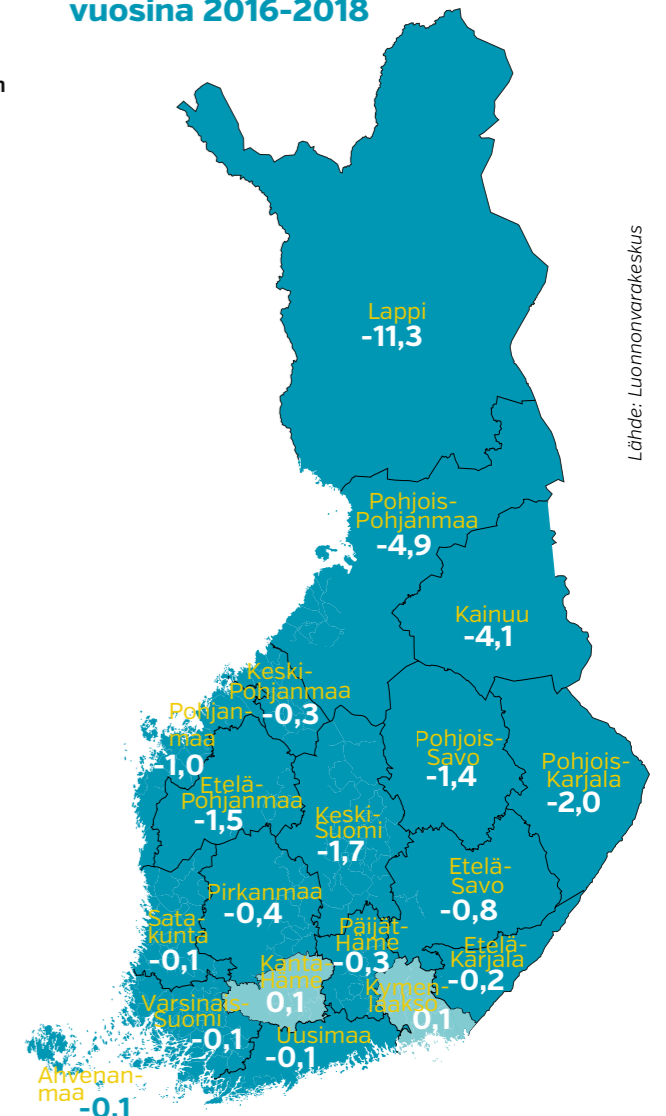 vuosina 2016-2018
n
Lähde: Luonnonvarakeskus
Lappi
-11,3
Pohjois-
Pohjanmaa
-4,9
Kainuu
-4,1
Keski-
Pohjanmaa
-0,3
Pohjan-
maa
-1,0
Pohjois-
Savo
-1,4
Pohjois-
Karjala
-2,0
Etelä-
Pohjanmaa
-1,5
Keski-
Suomi
-1,7
Etelä-
Savo
-0,8
Pirkanmaa
-0,4
Sata-
kunta
-0,1
Päijät-
Häme
-0,3
Etelä-
Karjala
-0,2
Kanta-
Häme
0,1
Kymen-
laakso
0,1
Varsinais-
Suomi
-0,1
Uusimaa
-0,1
Ahvenan-
maa
-0,1